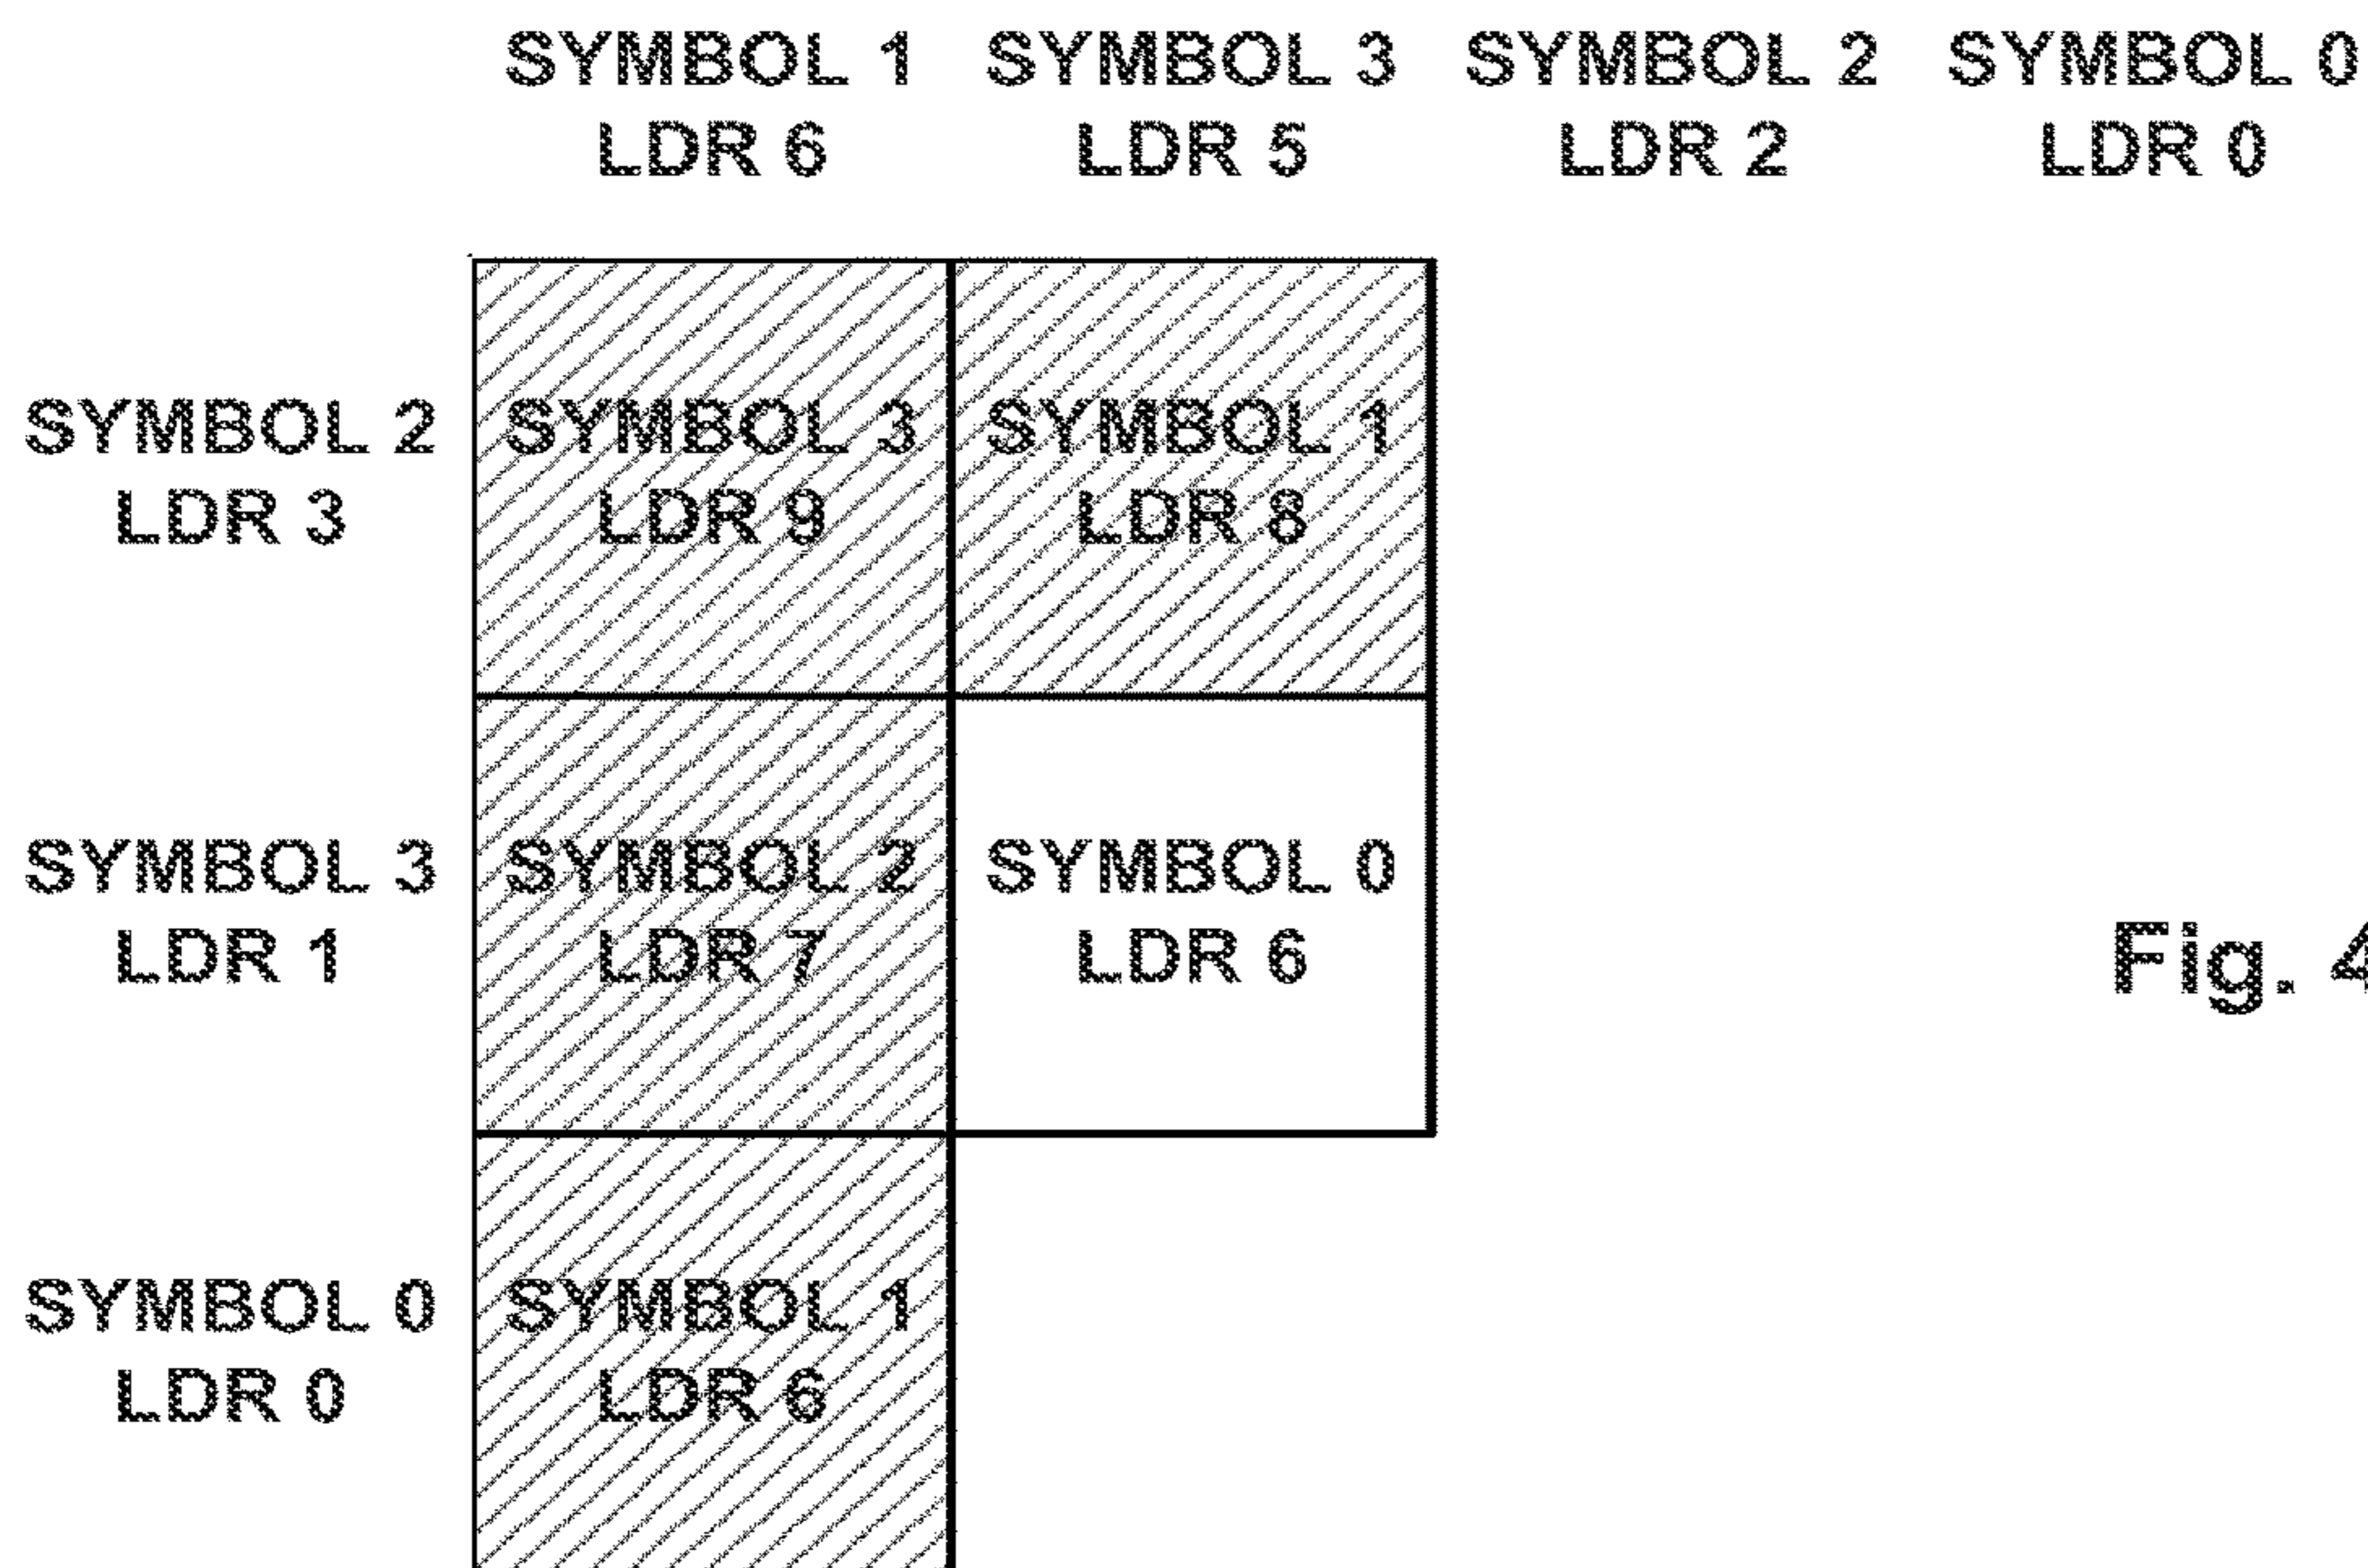 SYMBOL 1 SYMBOL 3 SYMBOL 2 SYMBOL 0
LDR 6 LDR 5 LDR 2 LDR 0
SYMBOL 2 SYMBOL 3 SYMBOL 1
LDR 3 LDR 9 LDR 8
SYMBOL 3 SYMBOL 2 SYMBOL 0
LDR 1 LDR 7 LDR 6
Fig. 4
SYMBOL 0 SYMBOL 1
LDR 0 LDR 6